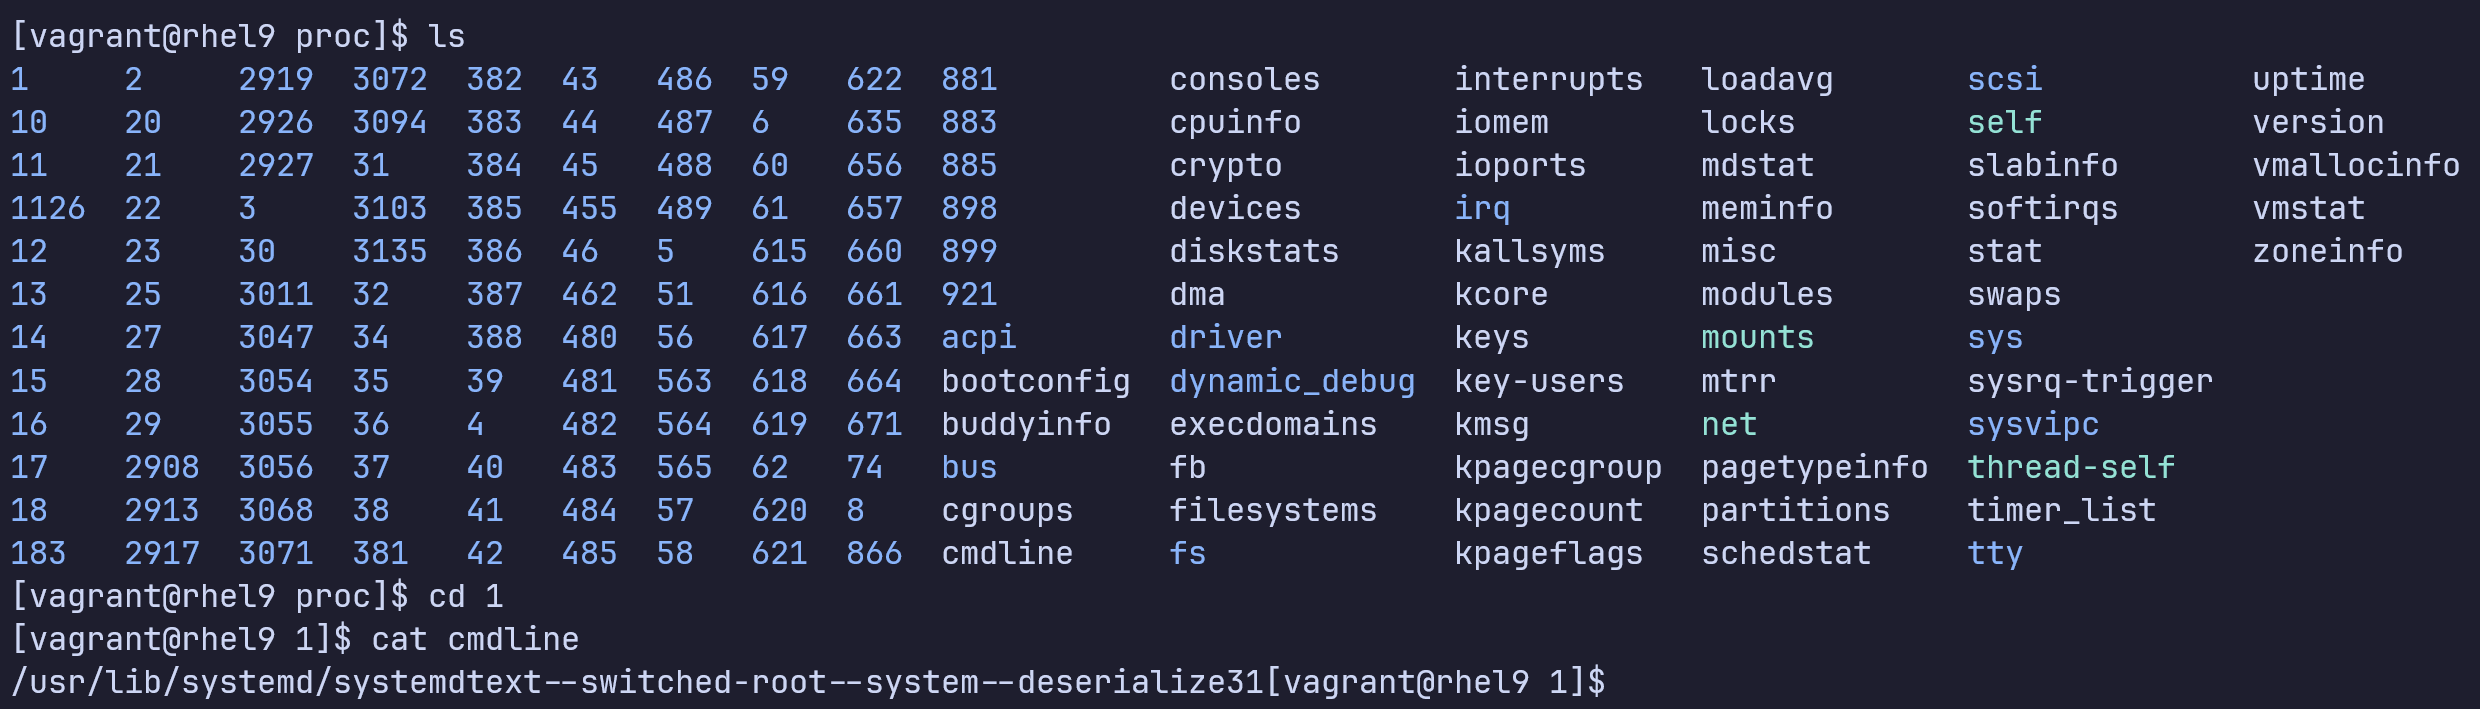 [vagrant@rhel9 proc]$ ls
1     2     2919  3072  382  43   486  59   622  881         consoles       interrupts   loadavg       scsi           uptime
10    20    2926  3094  383  44   487  6    635  883         cpuinfo        iomem        locks         self           version
11    21    2927  31    384  45   488  60   656  885         crypto         ioports      mdstat        slabinfo       vmallocinfo
1126  22    3     3103  385  455  489  61   657  898         devices        irq          meminfo       softirqs       vmstat
12    23    30    3135  386  46   5    615  660  899         diskstats      kallsyms     misc          stat           zoneinfo
13    25    3011  32    387  462  51   616  661  921         dma            kcore        modules       swaps
14    27    3047  34    388  480  56   617  663  acpi        driver         keys         mounts        sys
15    28    3054  35    39   481  563  618  664  bootconfig  dynamic_debug  key-users    mtrr          sysrq-trigger
16    29    3055  36    4    482  564  619  671  buddyinfo   execdomains    kmsg         net           sysvipc
17    2908  3056  37    40   483  565  62   74   bus         fb             kpagecgroup  pagetypeinfo  thread-self
18    2913  3068  38    41   484  57   620  8    cgroups     filesystems    kpagecount   partitions    timer_list
183   2917  3071  381   42   485  58   621  866  cmdline     fs             kpageflags   schedstat     tty
[vagrant@rhel9 proc]$ cd 1
[vagrant@rhel9 1]$ cat cmdline
/usr/lib/systemd/systemdtext--switched-root--system--deserialize31[vagrant@rhel9 1]$